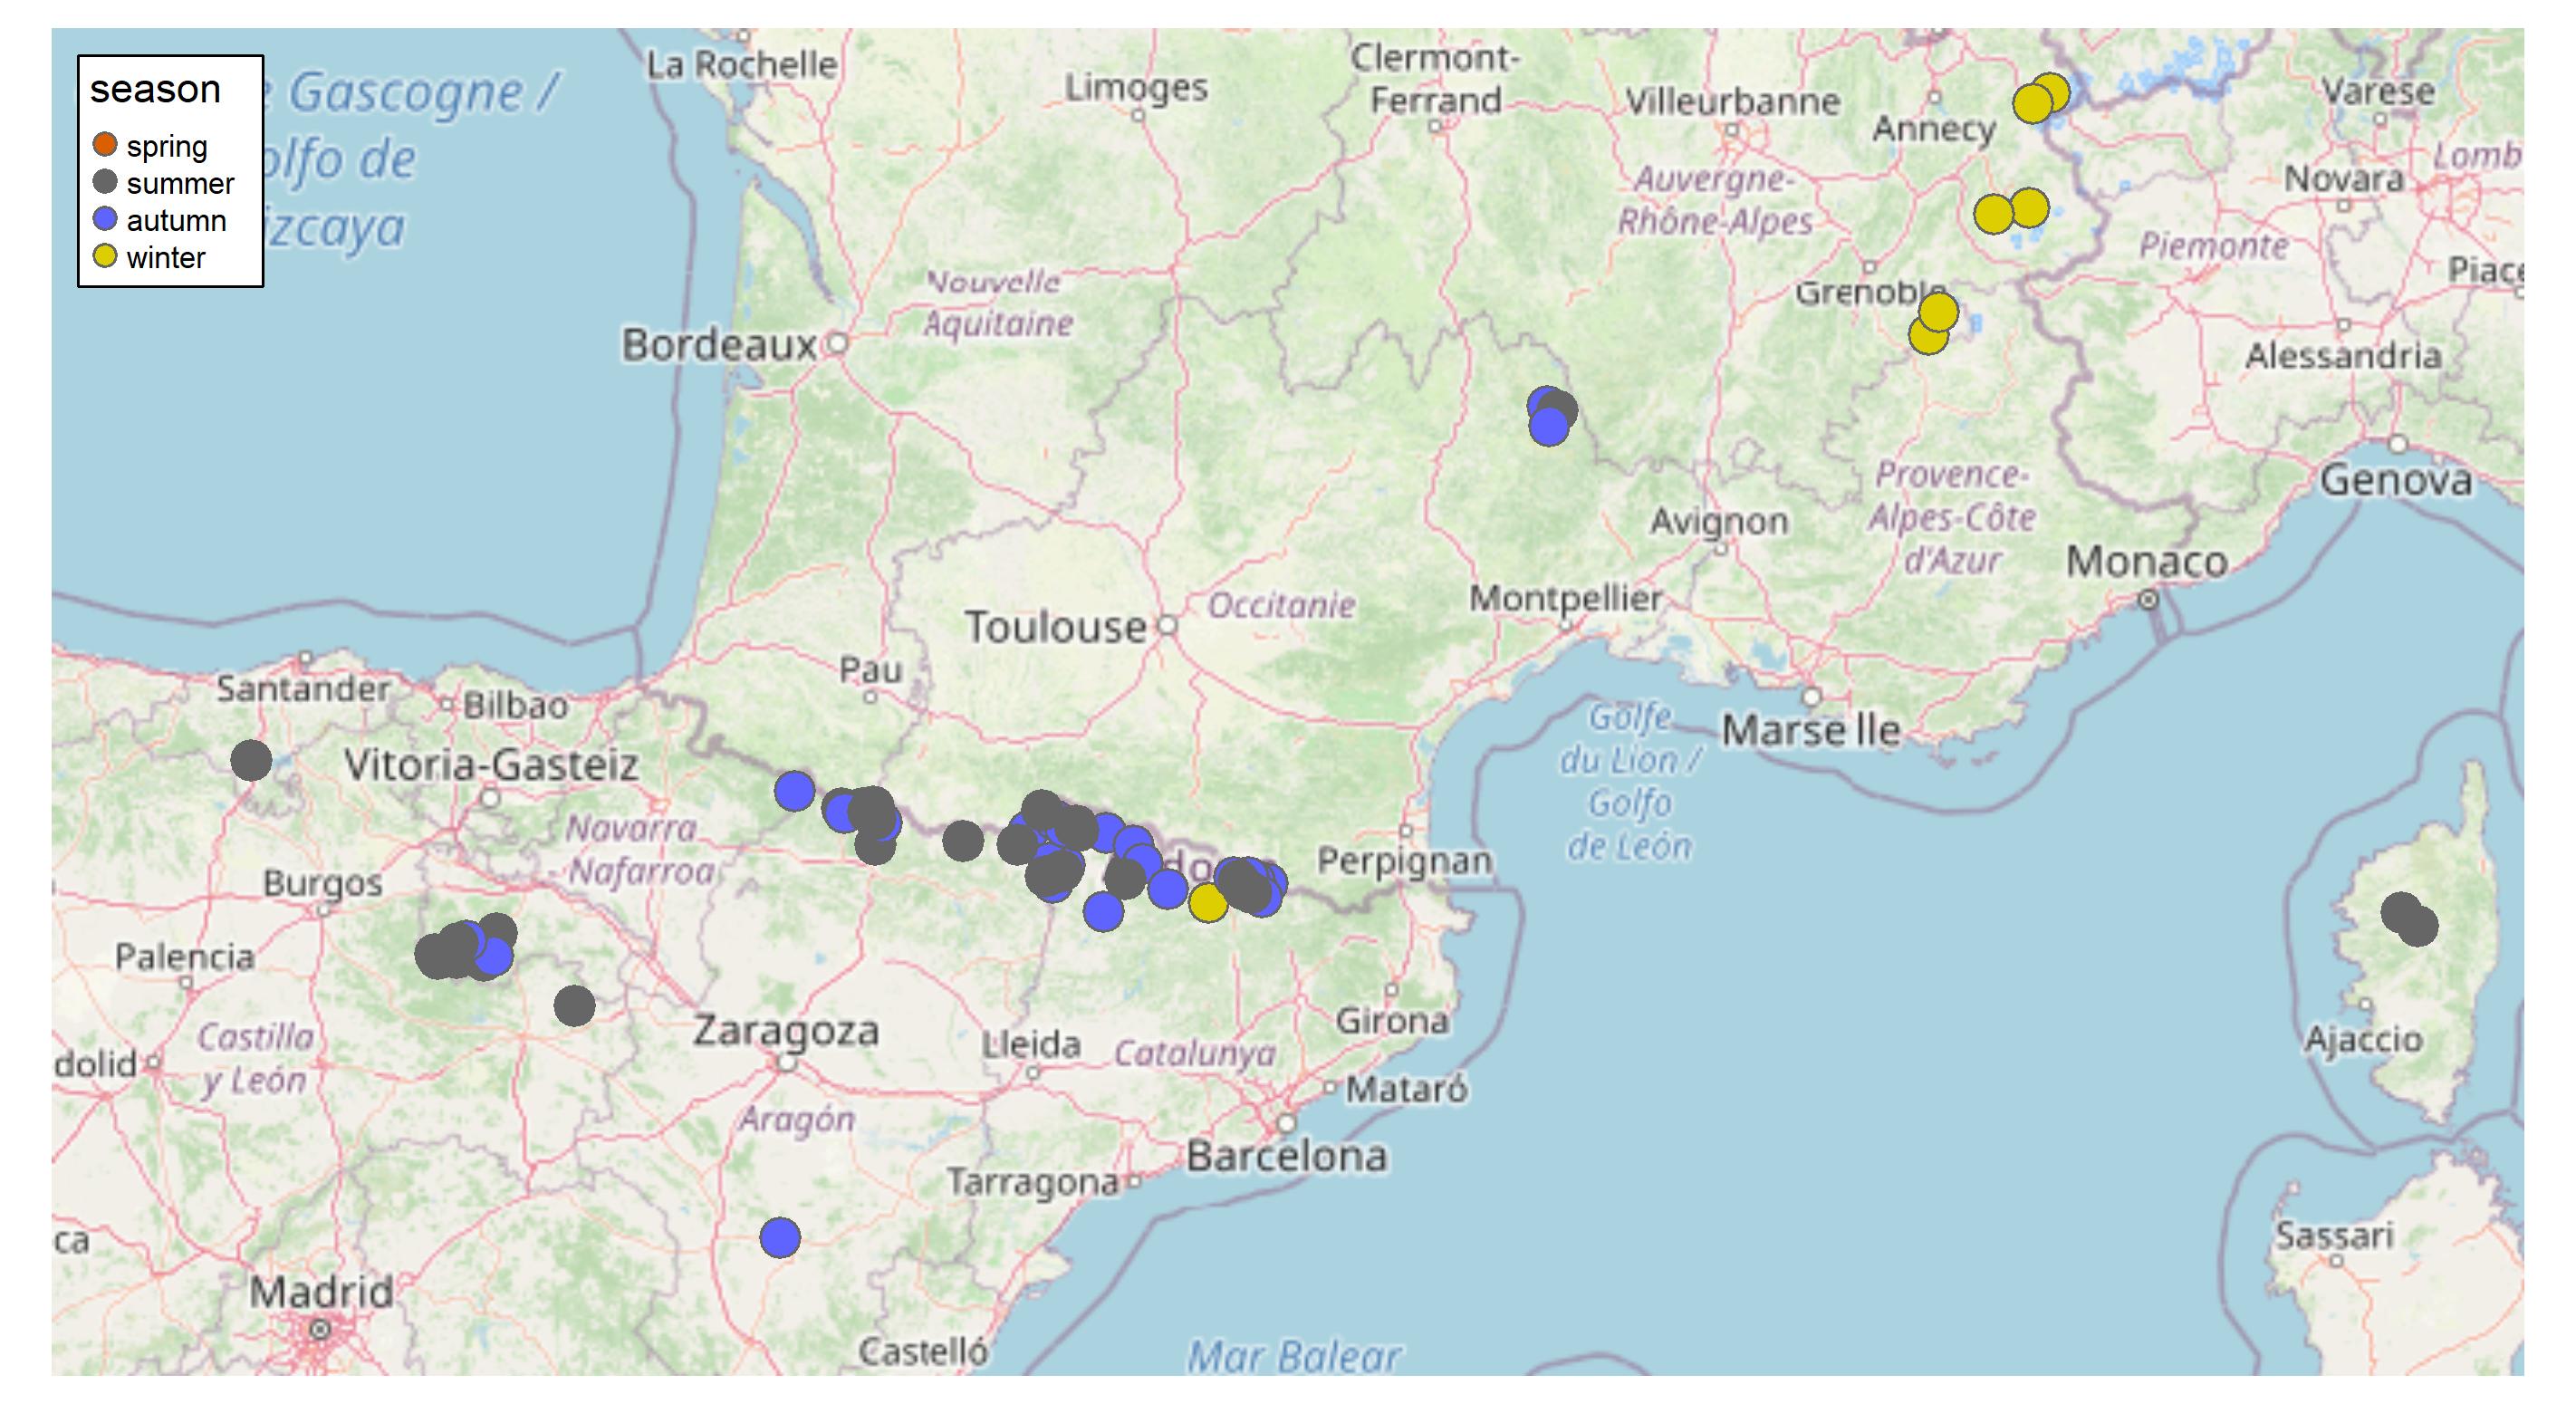 season
spring
summer
autumn
winter
Gascogne /
olfo de
izcaya
La Rochelle
Limoges
Clermont-
Ferrand
Villeurbanne
Annecy
Varese
Lomb
Novara
Auvergne-
Rhône-Alpes
Piemonte
Piace
Nouvelle
Aquitaine
Grenoble
Bordeaux
Alessandria
Genova
Provence-
Alpes-Côte
d'Azur
Avignon
Monaco
Montpellier
Occitanie
Toulouse
Pau
Santander
Bilbao
Marse lle
Golfe
du Lion /
Golfo
de León
Vitoria-Gasteiz
Navarra
- Nafarroa
Perpignan
do
Burgos
Palencia
Girona
Zaragoza
Lleida
Catalunya
Castilla
y León
dolid
Ajaccio
Mataró
Aragón
Barcelona
Tarragona
Sassari
ca
Madrid
Castelló
Mar Balear